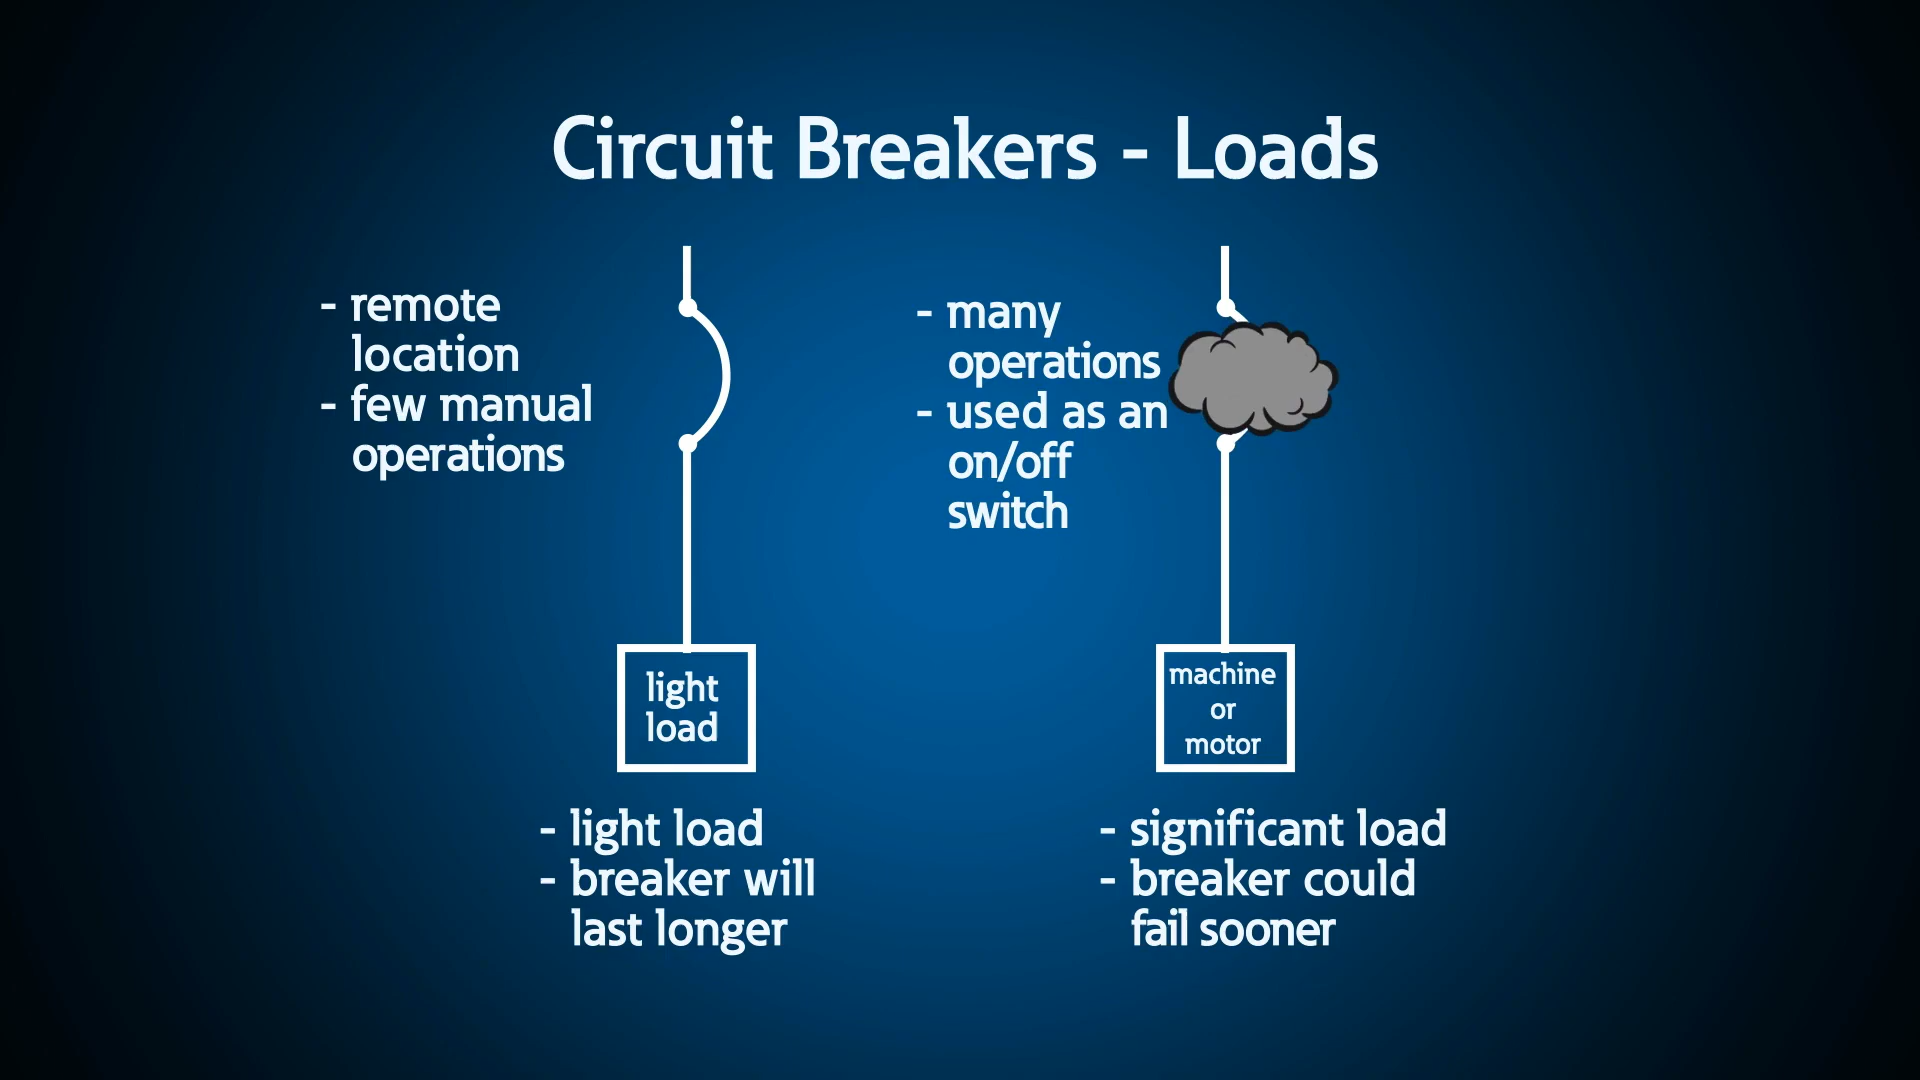 Circuit Breakers - Loads
- remote
location
- few manual
operations
- many
operations
- used as an
on/off
switch
light
load
machine
or
motor
- light load
- breaker will
last longer
- significant load
- breaker could
fail sooner